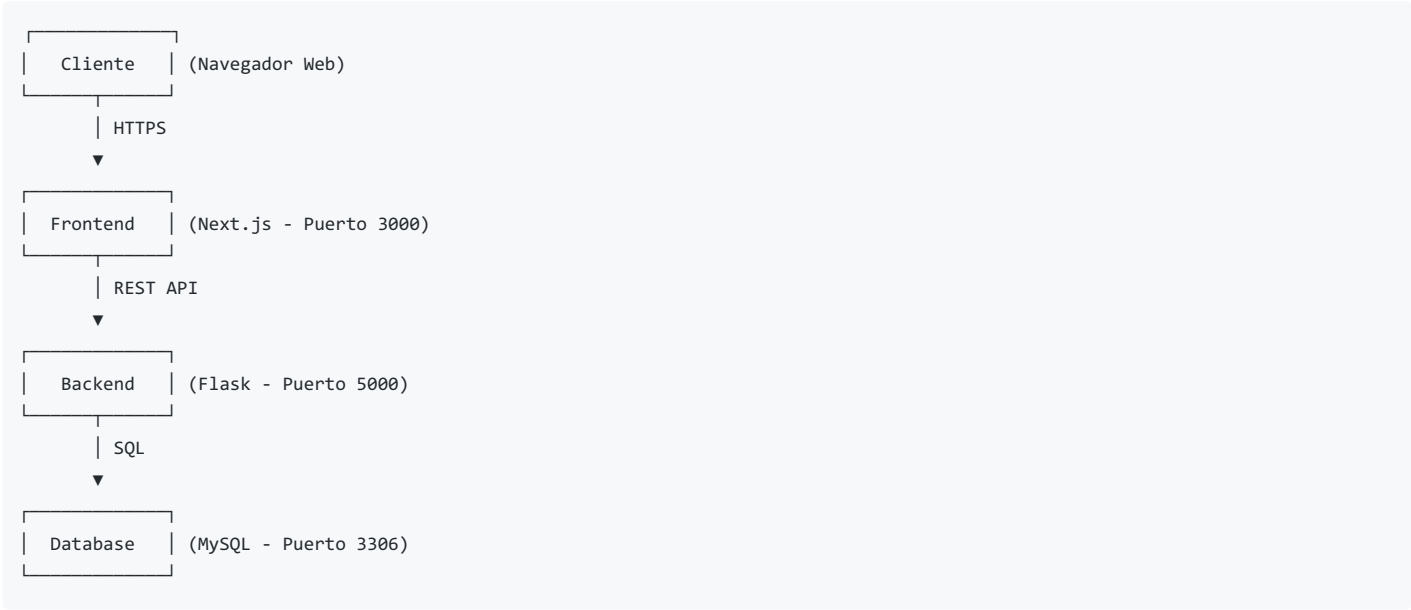 Cliente (Navegador Web)
HTTPS
Frontend (Next.js - Puerto 3000)
REST API
Backend (Flask - Puerto 5000)
SQL
Database (MySQL - Puerto 3306)